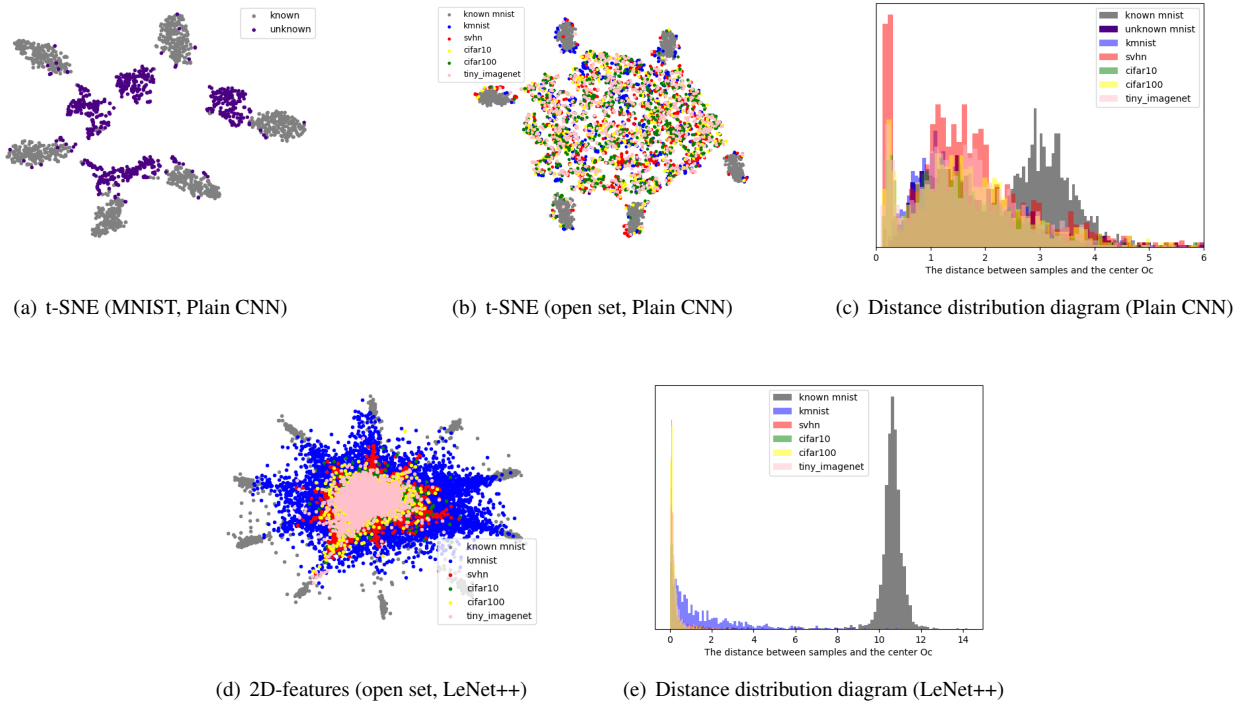 known
unknown
known mnist
kmnist
svhn
cifar10
cifar100
tiny_imagenet
known mnist
unknown mnist
kmnist
svhn
cifar10
cifar100
tiny_imagenet
0 1 2 3 4 5 6
The distance between samples and the center Oc
(a) t-SNE (MNIST, Plain CNN)
(b) t-SNE (open set, Plain CNN)
(c) Distance distribution diagram (Plain CNN)
known mnist
kmnist
svhn
cifar10
cifar100
tiny_imagenet
known mnist
kmnist
svhn
cifar10
cifar100
tiny_imagenet
0 2 4 6 8 10 12 14
The distance between samples and the center Oc
(d) 2D-features (open set, LeNet++)
(e) Distance distribution diagram (LeNet++)